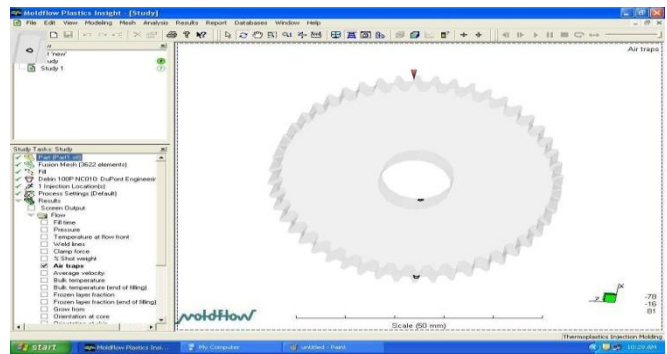 Moldflow Plastics Insight - [Study]
File Edit View Modeling Mesh Analysis Results Report Databases Window Help
Air traps
'new'
Study 1
Study Tasks: Study
Fusion Mesh (3622 elements)
Fill
Delrin 100P NC010: DuPont Engineerin
1 Injection Location(s)
Process Settings (Default)
Results
Screen Output
Flow
Fill time
Pressure
Temperature at flow front
Weld lines
Clamp force
% Shot weight
Air traps
Average velocity
Bulk temperature
Bulk temperature (end of filling)
Frozen layer fraction
Frozen layer fraction (end of filling)
Grow from
Orientation at core
moldflow
Scale (50 mm)
-78
-16
81
Thermoplastics Injection Molding
start
Moldflow Plastics Insi...
My Computer
untitled - Paint
10:29 AM